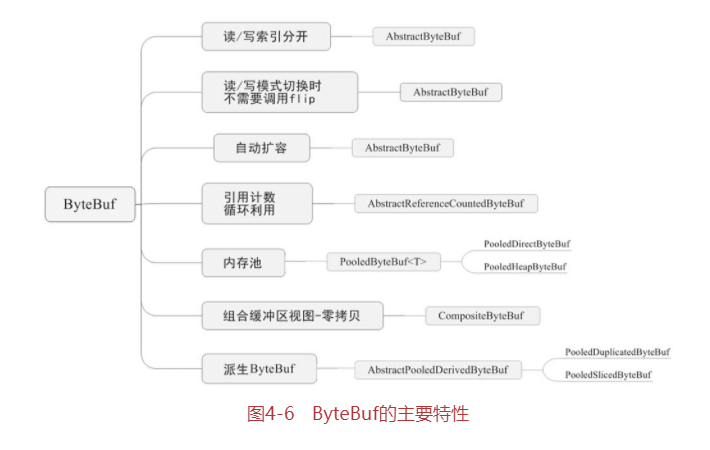 读/写索引分开
AbstractByteBuf
读/写模式切换时
不需要调用flip
AbstractByteBuf
自动扩容
AbstractByteBuf
ByteBuf
引用计数
循环利用
AbstractReferenceCountedByteBuf
内存池
PooledByteBuf<T>
PooledDirectByteBuf
PooledHeapByteBuf
组合缓冲区视图-零拷贝
CompositeByteBuf
派生ByteBuf
AbstractPooledDerivedByteBuf
PooledDuplicatedByteBuf
PooledSlicedByteBuf
图4-6 ByteBuf的主要特性